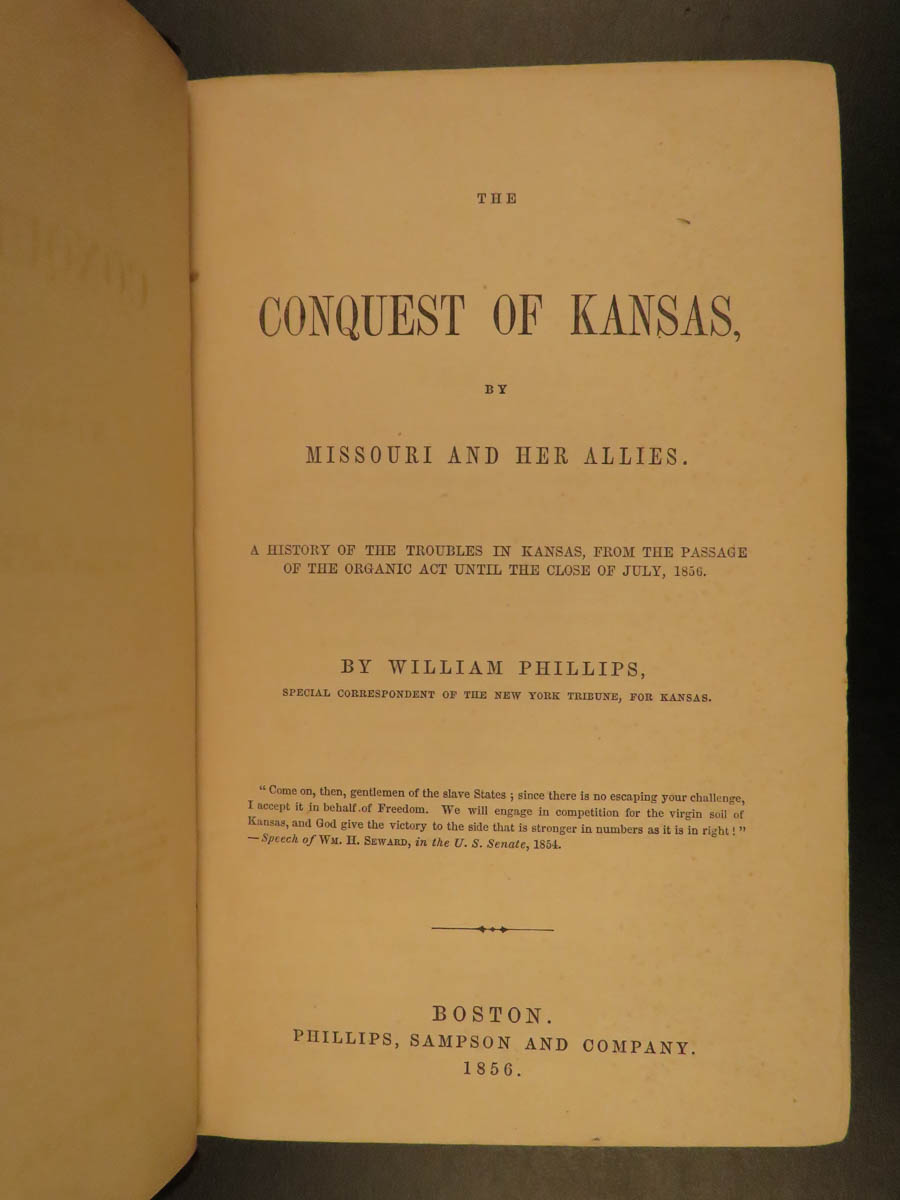 THE
CONQUEST OF KANSAS,
BY
MISSOURI AND HER ALLIES.
A HISTORY OF THE TROUBLES IN KANSAS, FROM THE PASSAGE
OF THE ORGANIC ACT UNTIL THE CLOSE OF JULY, 1856.
BY WILLIAM PHILLIPS,
SPECIAL CORRESPONDENT OF THE NEW YORK TRIBUNE, FOR KANSAS.
“Come on, then, gentlemen of the slave States ; since there is no escaping your challenge,
I accept it in behalf of Freedom. We will engage in competition for the virgin soil of
Kansas, and God give the victory to the side that is stronger in numbers as it is in right!”
—Speech of WM. H. SEWARD, in the U. S. Senate, 1854.
BOSTON.
PHILLIPS, SAMPSON AND COMPANY.
1856.